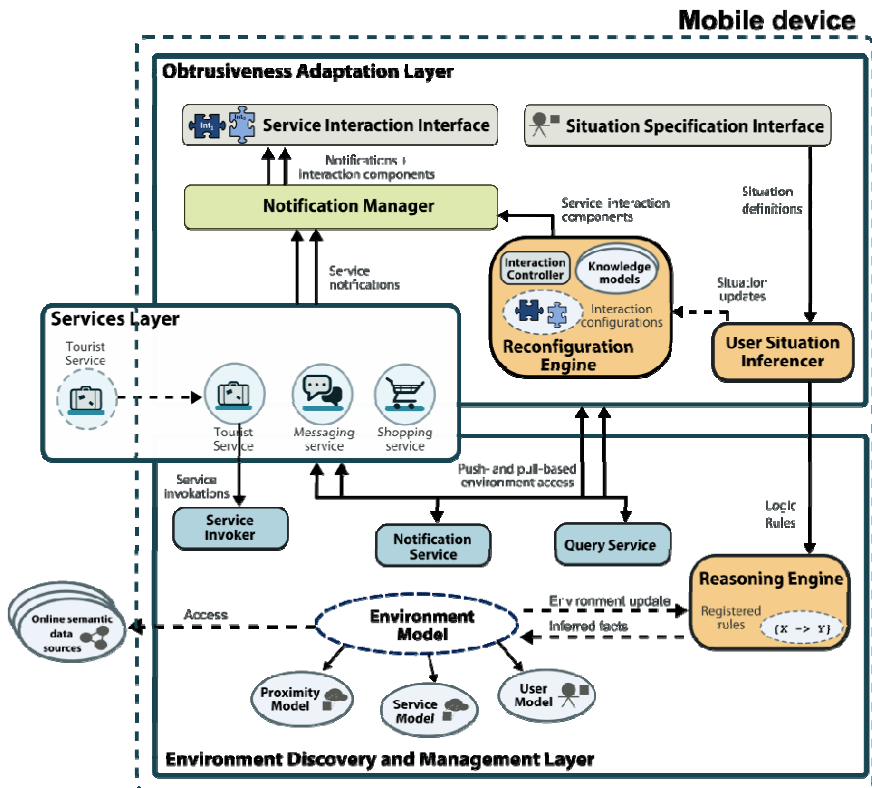 Mobile device
Obtrusiveness Adaptation Layer
Int1
Int2
Service Interaction Interface
Situation Specification Interface
Notifications +
Interaction components
Notification Manager
Service interaction
components
Situation
definitions
Service
notifications
Interaction
Controller
Knowledge
models
Interaction
configurations
Reconfiguration
Engine
Situation
updates
User Situation
Inferencer
Services Layer
Tourist
Service
Tourist
Service
Messaging
service
Shopping
service
Service
invokations
Push- and pull-based
environment access
Logic
Rules
Service
Invoker
Notification
Service
Query Service
Reasoning Engine
Registered
rules
{X -> Y}
Online semantic
data
sources
Access
Environment
Model
Environment update
Inferred facts
Proximity
Model
Service
Model
User
Model
Environment Discovery and Management Layer